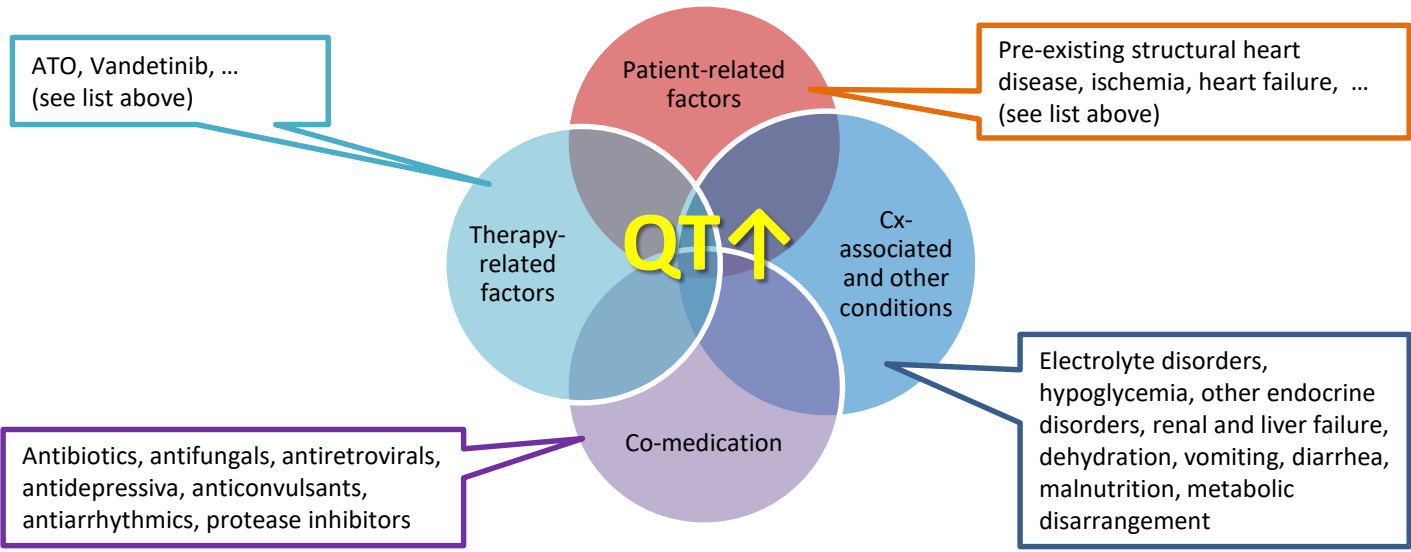 ATO, Vandetinib, ...
(see list above)
Patient-related
factors
Pre-existing structural heart
disease, ischemia, heart failure, ...
(see list above)
Therapy-
related
factors
QT↑
Cx-
associated
and other
conditions
Co-medication
Antibiotics, antifungals, antiretrovirals,
antidepressiva, anticonvulsants,
antiarrhythmics, protease inhibitors
Electrolyte disorders,
hypoglycemia, other endocrine
disorders, renal and liver failure,
dehydration, vomiting, diarrhea,
malnutrition, metabolic
disarrangement